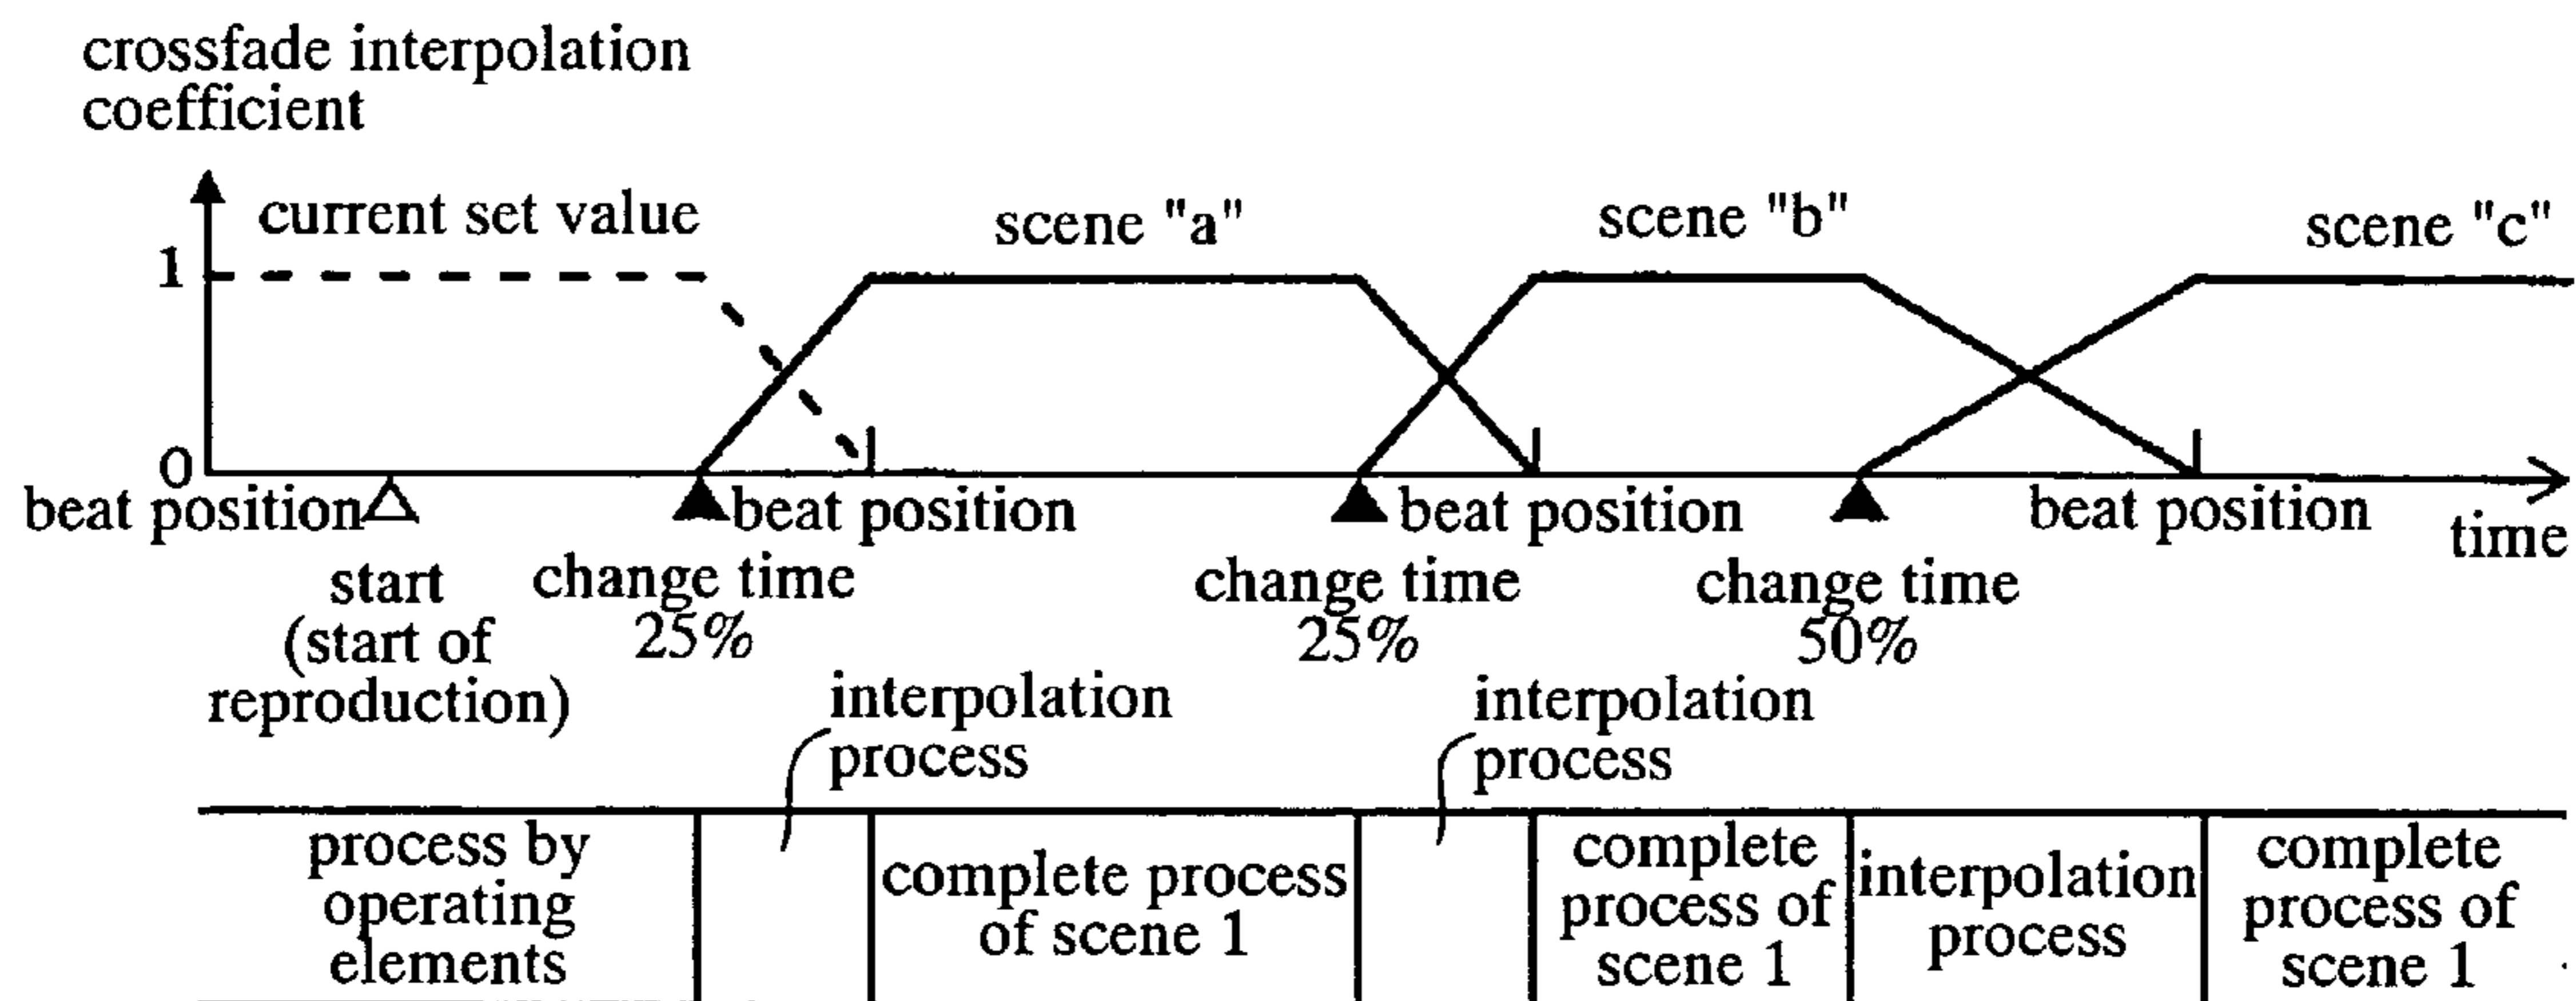 crossfade interpolation
coefficient
current set value
scene "a"
scene "b"
scene "c"
1
0
beat position
beat position
beat position
beat position
time
start
(start of
reproduction)
change time
25%
change time
25%
change time
50%
interpolation
process
interpolation
process
process by
operating
elements
complete process
of scene 1
complete
process of
scene 1
interpolation
process
complete
process of
scene 1